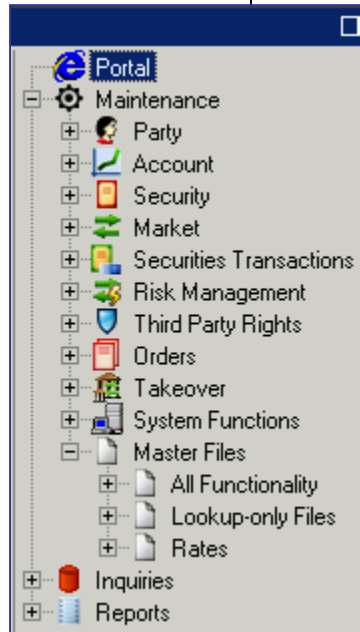 Portal
Maintenance
Party
Account
Security
Market
Securities Transactions
Risk Management
Third Party Rights
Orders
Takeover
System Functions
Master Files
All Functionality
Lookup-only Files
Rates
Inquiries
Reports